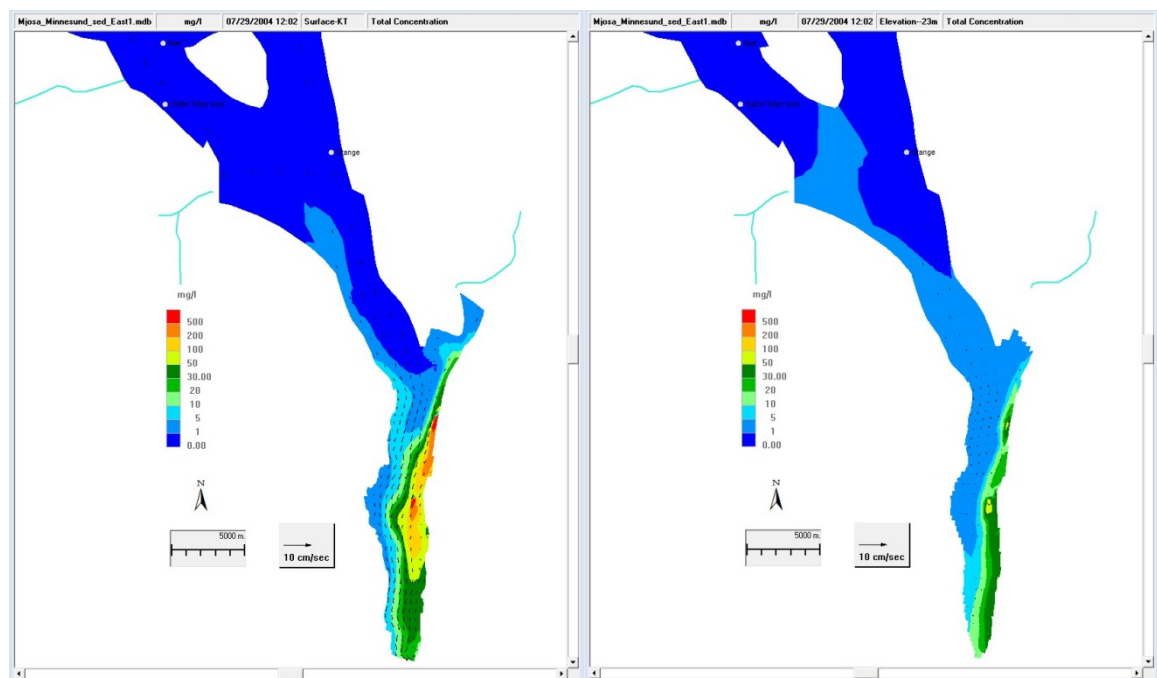 Mjosa_Minnesund_sed_East1.mdb mg/l 07/29/2004 12:02 Surface-KT Total Concentration
Stange
mg/l
500
200
100
50
30.00
20
10
5
1
0.00
N
5000 m.
10 cm/sec
Mjosa_Minnesund_sed_East1.mdb mg/l 07/29/2004 12:02 Elevation--23m Total Concentration
Stange
mg/l
500
200
100
50
30.00
20
10
5
1
0.00
N
5000 m.
10 cm/sec